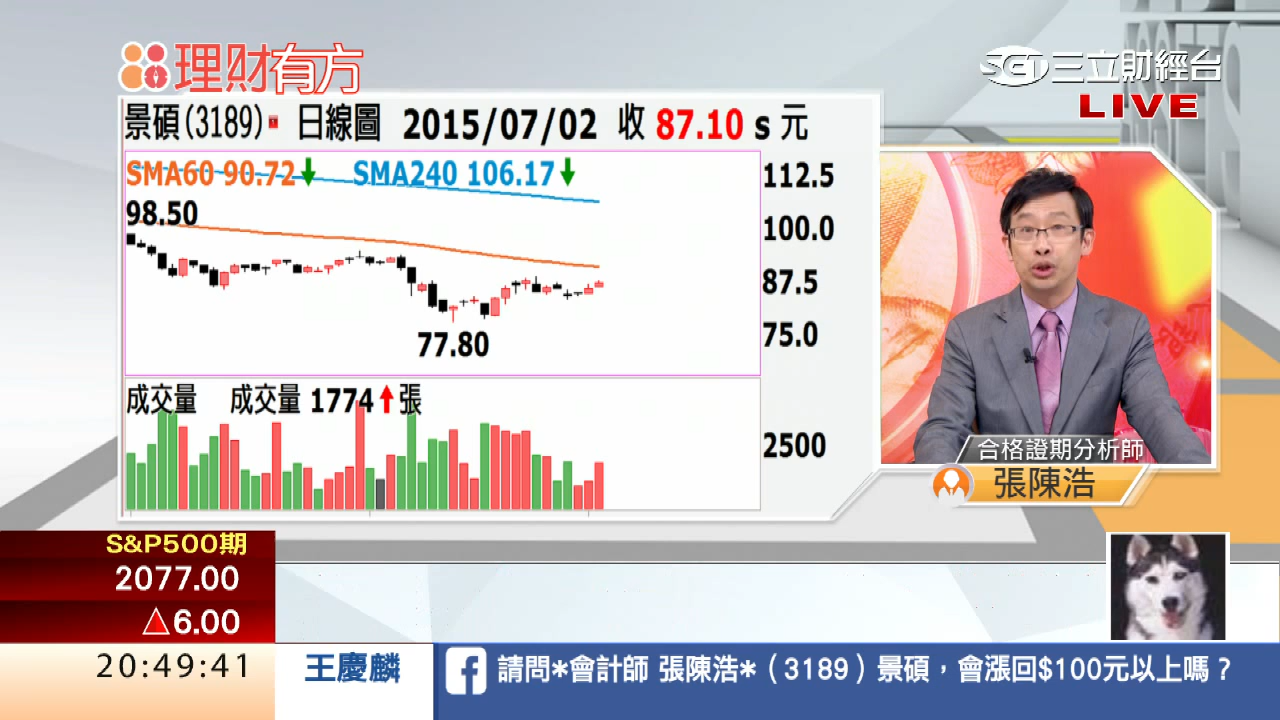 理財有方
SGT 三立財經台
LIVE
景碩(3189) 日線圖 2015/07/02 收 87.10 s 元
SMA60 90.72↓ SMA240 106.17↓
98.50
77.80
112.5
100.0
87.5
75.0
成交量 成交量 1774↑張
2500
合格證期分析師
張陳浩
S&P500期
2077.00
△6.00
20:49:41
王慶麟
f 請問*會計師 張陳浩*（3189）景碩，會漲回$100元以上嗎？